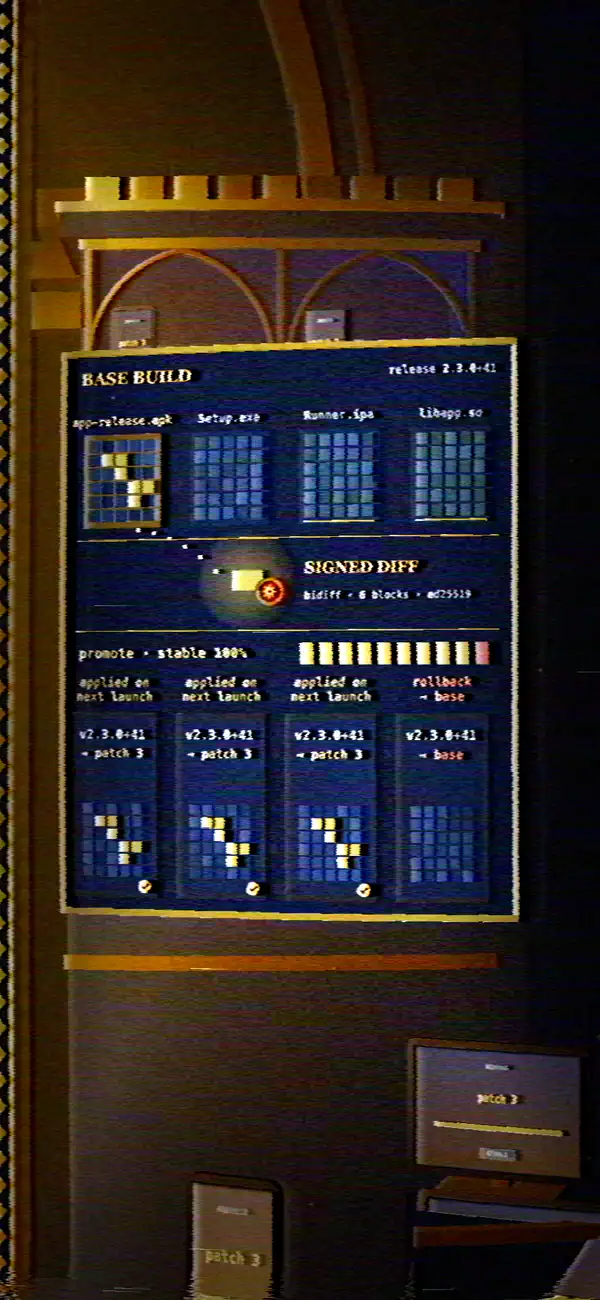 BASE BUILD
release 2.3.0+41
app-release.apk
Setup.exe
Runner.ipa
libapp.so
SIGNED DIFF
bidiff · 6 blocks · ed25519
promote · stable 100%
applied on
next launch
applied on
next launch
applied on
next launch
rollback
→ base
v2.3.0+41
→ patch 3
v2.3.0+41
→ patch 3
v2.3.0+41
→ patch 3
v2.3.0+41
→ base
patch 3
patch 3